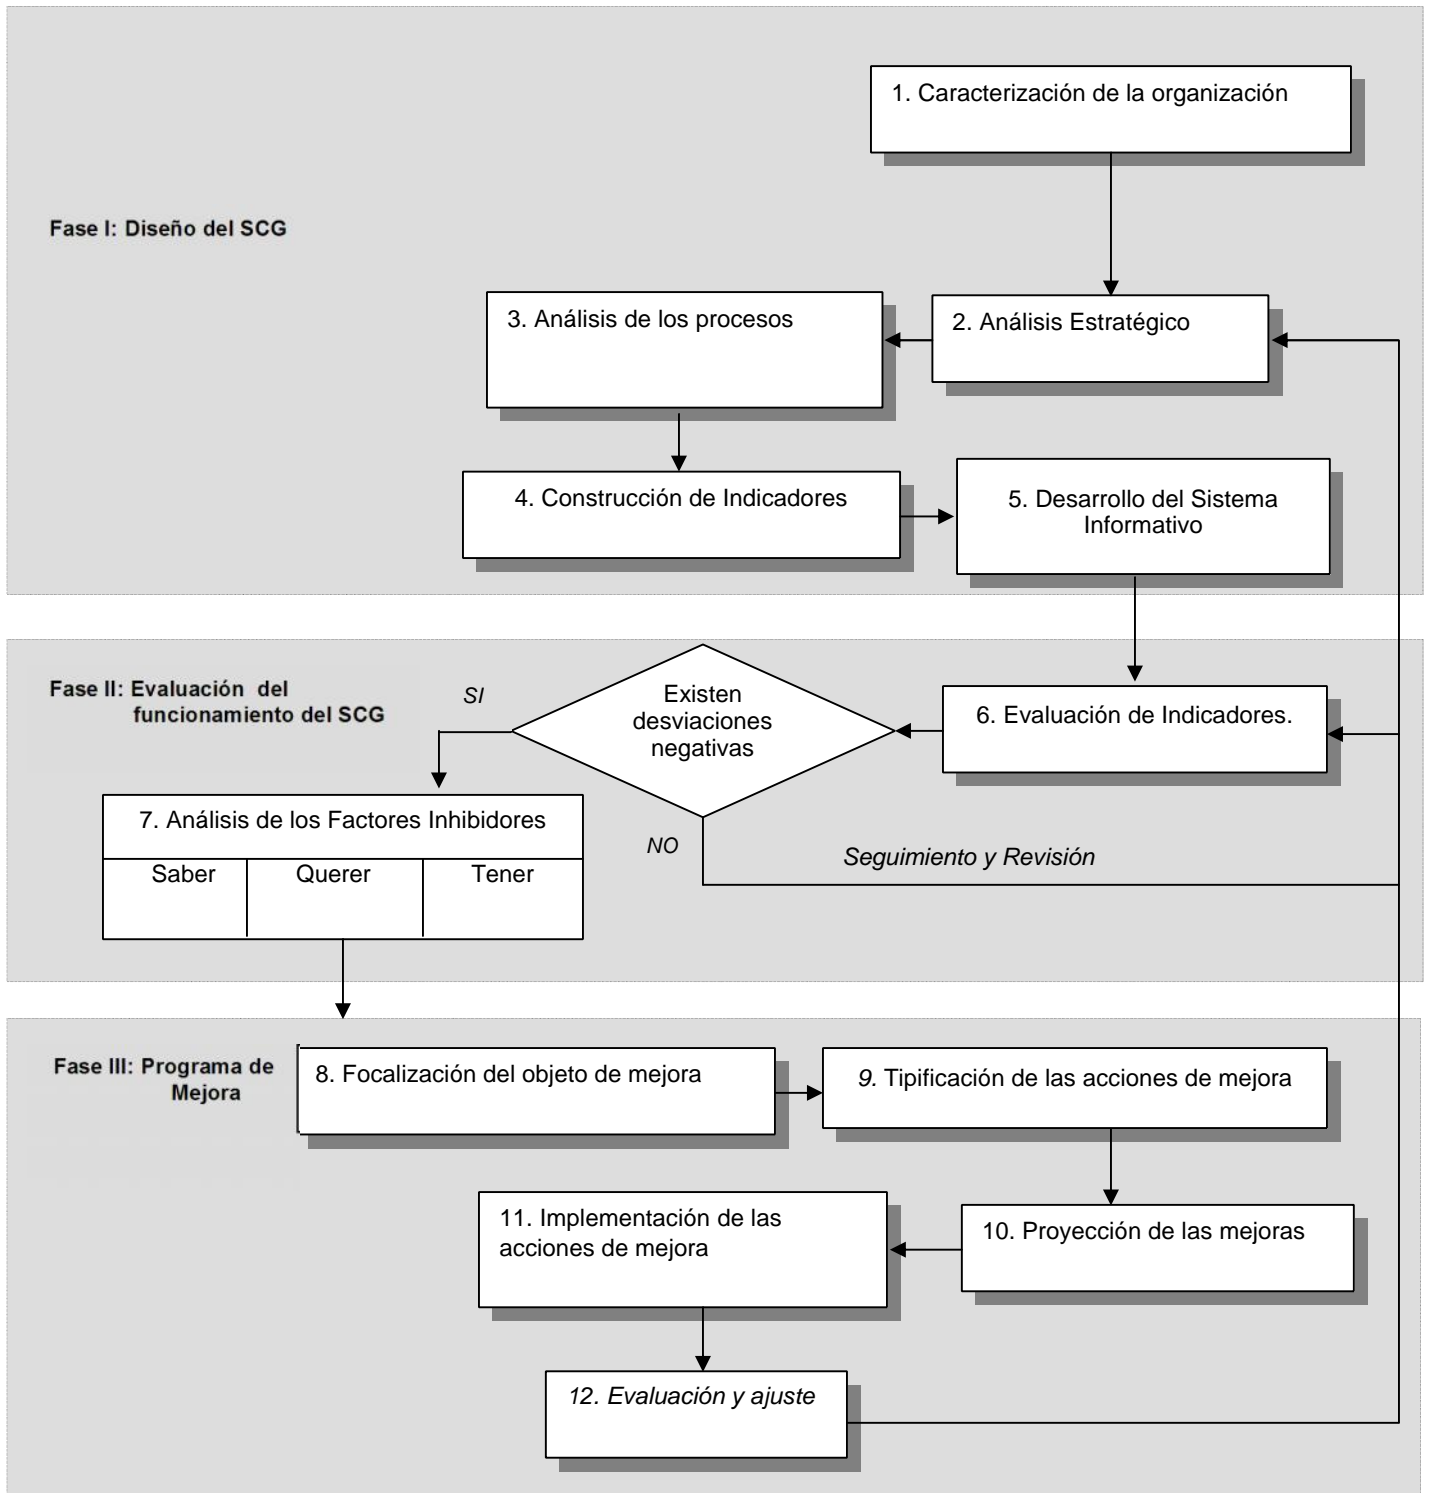 1. Caracterización de la organización
Fase I: Diseño del SCG
3. Análisis de los procesos
2. Análisis Estratégico
4. Construcción de Indicadores
5. Desarrollo del Sistema
Informativo
Fase II: Evaluación del
funcionamiento del SCG
SI
Existen
desviaciones
negativas
6. Evaluación de Indicadores.
7. Análisis de los Factores Inhibidores
Saber
Querer
Tener
NO
Seguimiento y Revisión
Fase III: Programa de
Mejora
8. Focalización del objeto de mejora
9. Tipificación de las acciones de mejora
11. Implementación de las
acciones de mejora
10. Proyección de las mejoras
12. Evaluación y ajuste